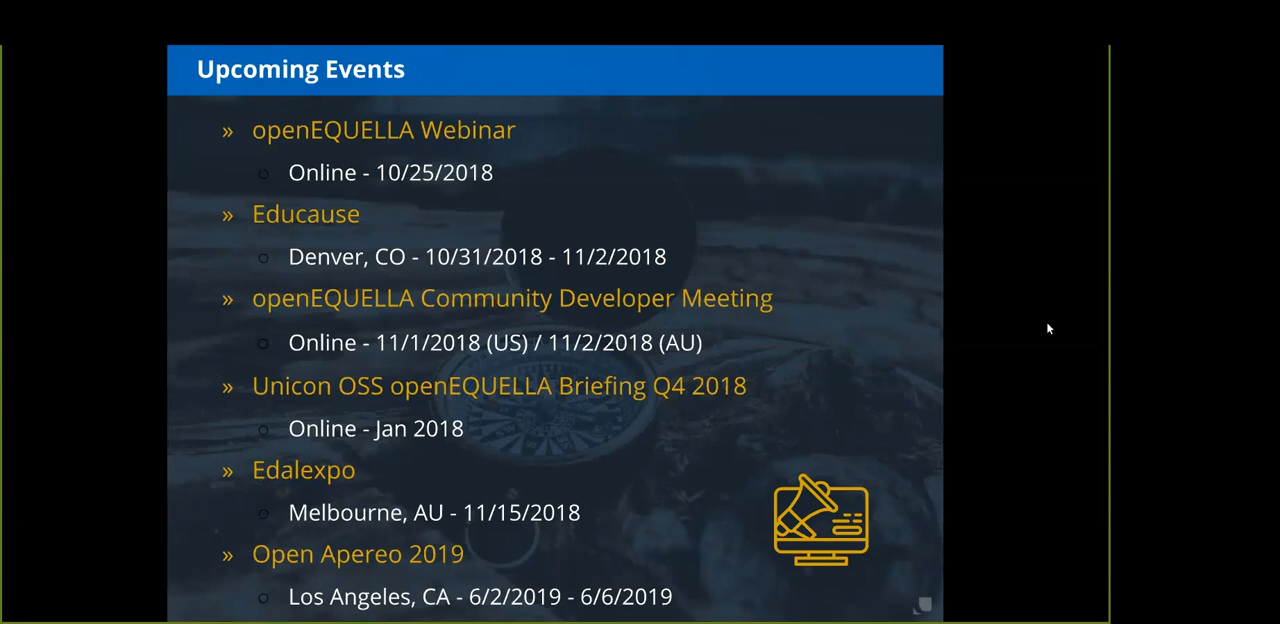 Upcoming Events
» openEQUELLA Webinar
○ Online - 10/25/2018
» Educause
○ Denver, CO - 10/31/2018 - 11/2/2018
» openEQUELLA Community Developer Meeting
○ Online - 11/1/2018 (US) / 11/2/2018 (AU)
» Unicon OSS openEQUELLA Briefing Q4 2018
○ Online - Jan 2018
» Edalexpo
○ Melbourne, AU - 11/15/2018
» Open Apereo 2019
○ Los Angeles, CA - 6/2/2019 - 6/6/2019